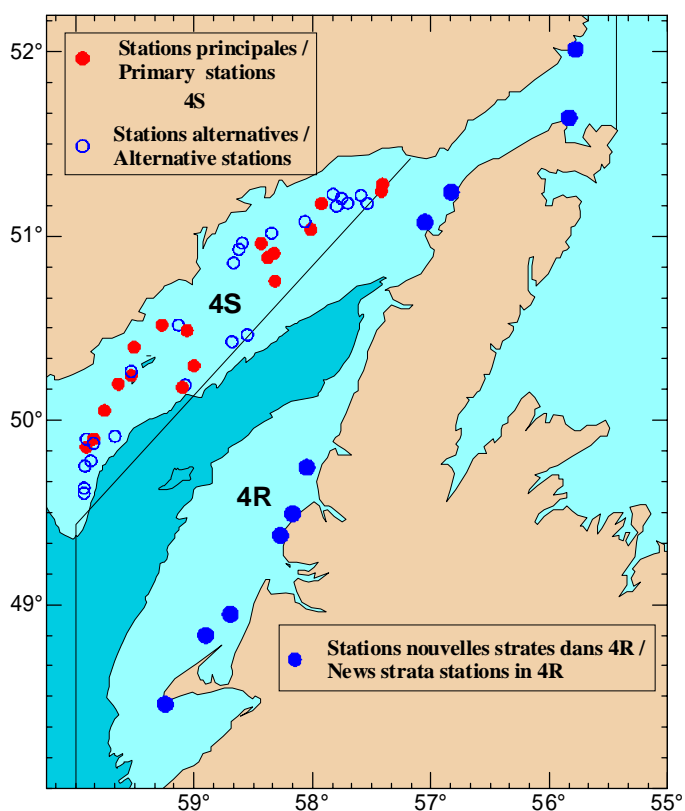 52°
Stations principales /
Primary stations
4S
Stations alternatives /
Alternative stations
51°
4S
50°
4R
49°
Stations nouvelles strates dans 4R /
News strata stations in 4R
59° 58° 57° 56° 55°